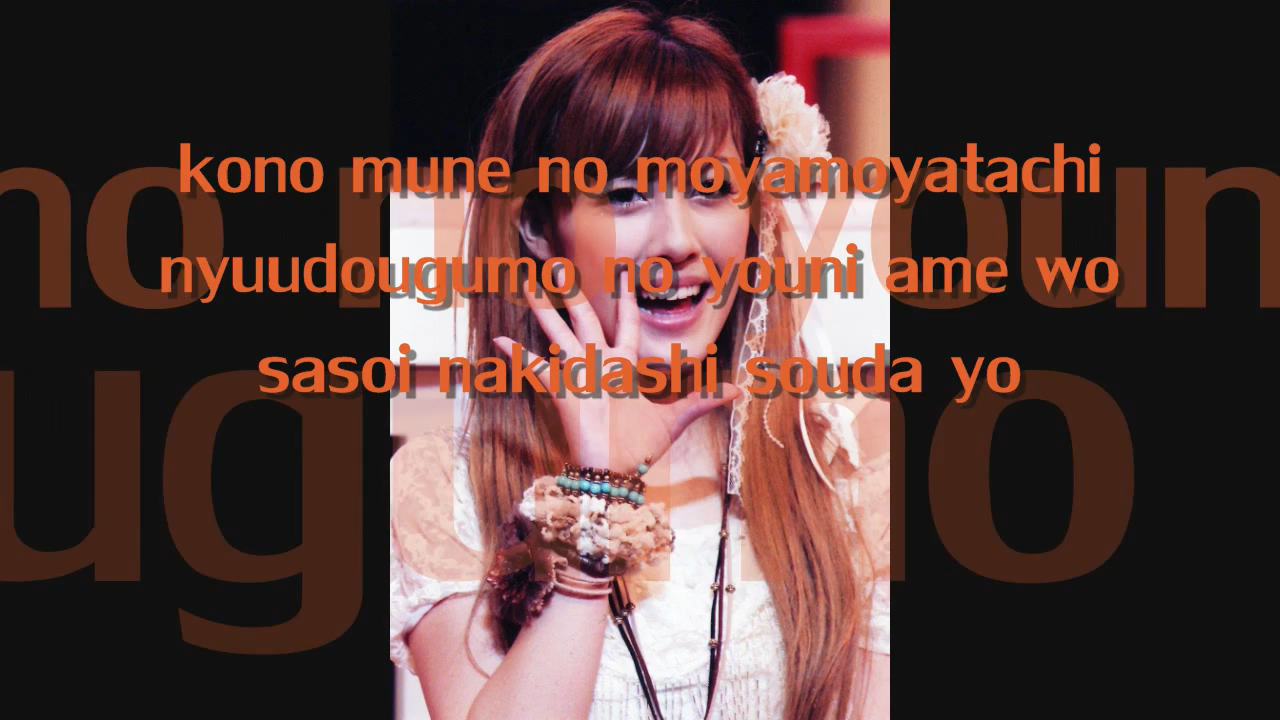 kono mune no moyamoyatachi
nyuudougumo no youni ame wo
sasoi nakidashi souda yo